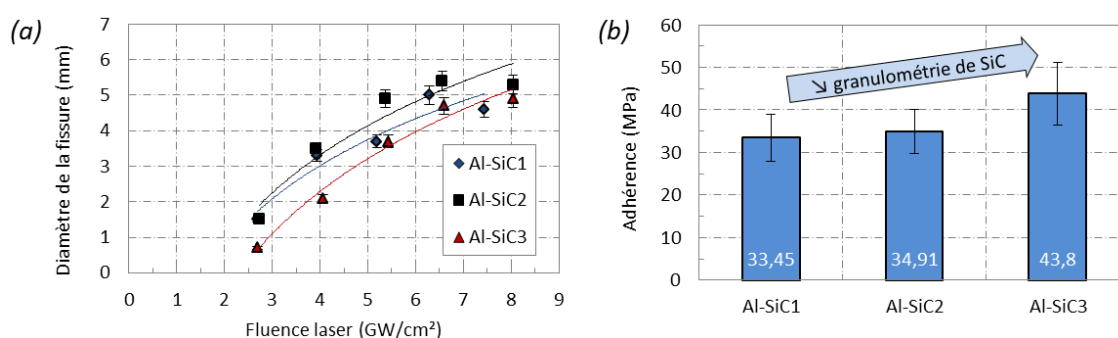 (a)
Diamètre de la fissure (mm)
7
6
5
4
3
2
1
0
Al-SiC1
Al-SiC2
Al-SiC3
0 1 2 3 4 5 6 7 8 9
Fluence laser (GW/cm²)
(b)
Adhérence (MPa)
60
50
40
30
20
10
0
↘ granulométrie de SiC
33,45 34,91 43,8
Al-SiC1 Al-SiC2 Al-SiC3